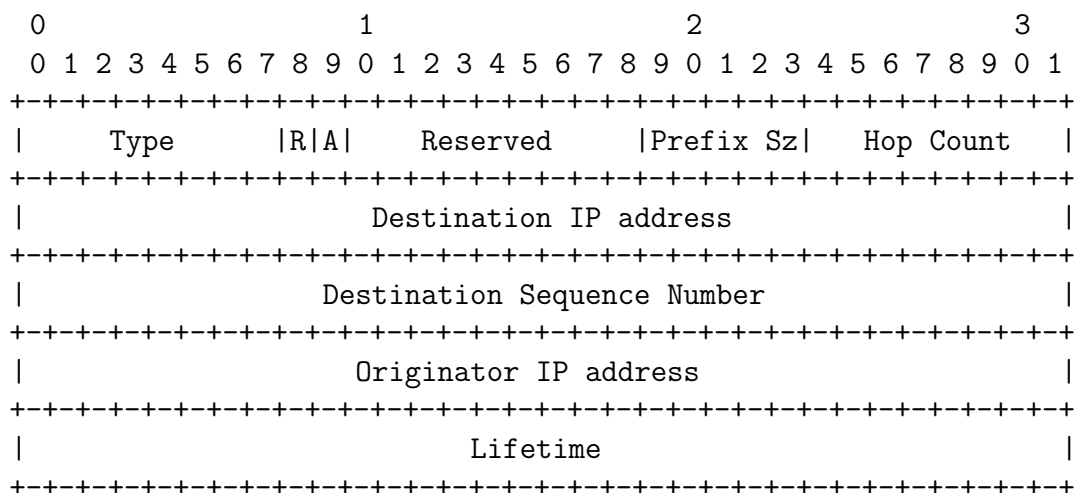 0                   1                   2                   3
0 1 2 3 4 5 6 7 8 9 0 1 2 3 4 5 6 7 8 9 0 1 2 3 4 5 6 7 8 9 0 1
+-+-+-+-+-+-+-+-+-+-+-+-+-+-+-+-+-+-+-+-+-+-+-+-+-+-+-+-+-+-+-+-+
|     Type      |R|A|    Reserved     |Prefix Sz|   Hop Count   |
+-+-+-+-+-+-+-+-+-+-+-+-+-+-+-+-+-+-+-+-+-+-+-+-+-+-+-+-+-+-+-+-+
|                     Destination IP address                    |
+-+-+-+-+-+-+-+-+-+-+-+-+-+-+-+-+-+-+-+-+-+-+-+-+-+-+-+-+-+-+-+-+
|                  Destination Sequence Number                  |
+-+-+-+-+-+-+-+-+-+-+-+-+-+-+-+-+-+-+-+-+-+-+-+-+-+-+-+-+-+-+-+-+
|                    Originator IP address                      |
+-+-+-+-+-+-+-+-+-+-+-+-+-+-+-+-+-+-+-+-+-+-+-+-+-+-+-+-+-+-+-+-+
|                           Lifetime                            |
+-+-+-+-+-+-+-+-+-+-+-+-+-+-+-+-+-+-+-+-+-+-+-+-+-+-+-+-+-+-+-+-+